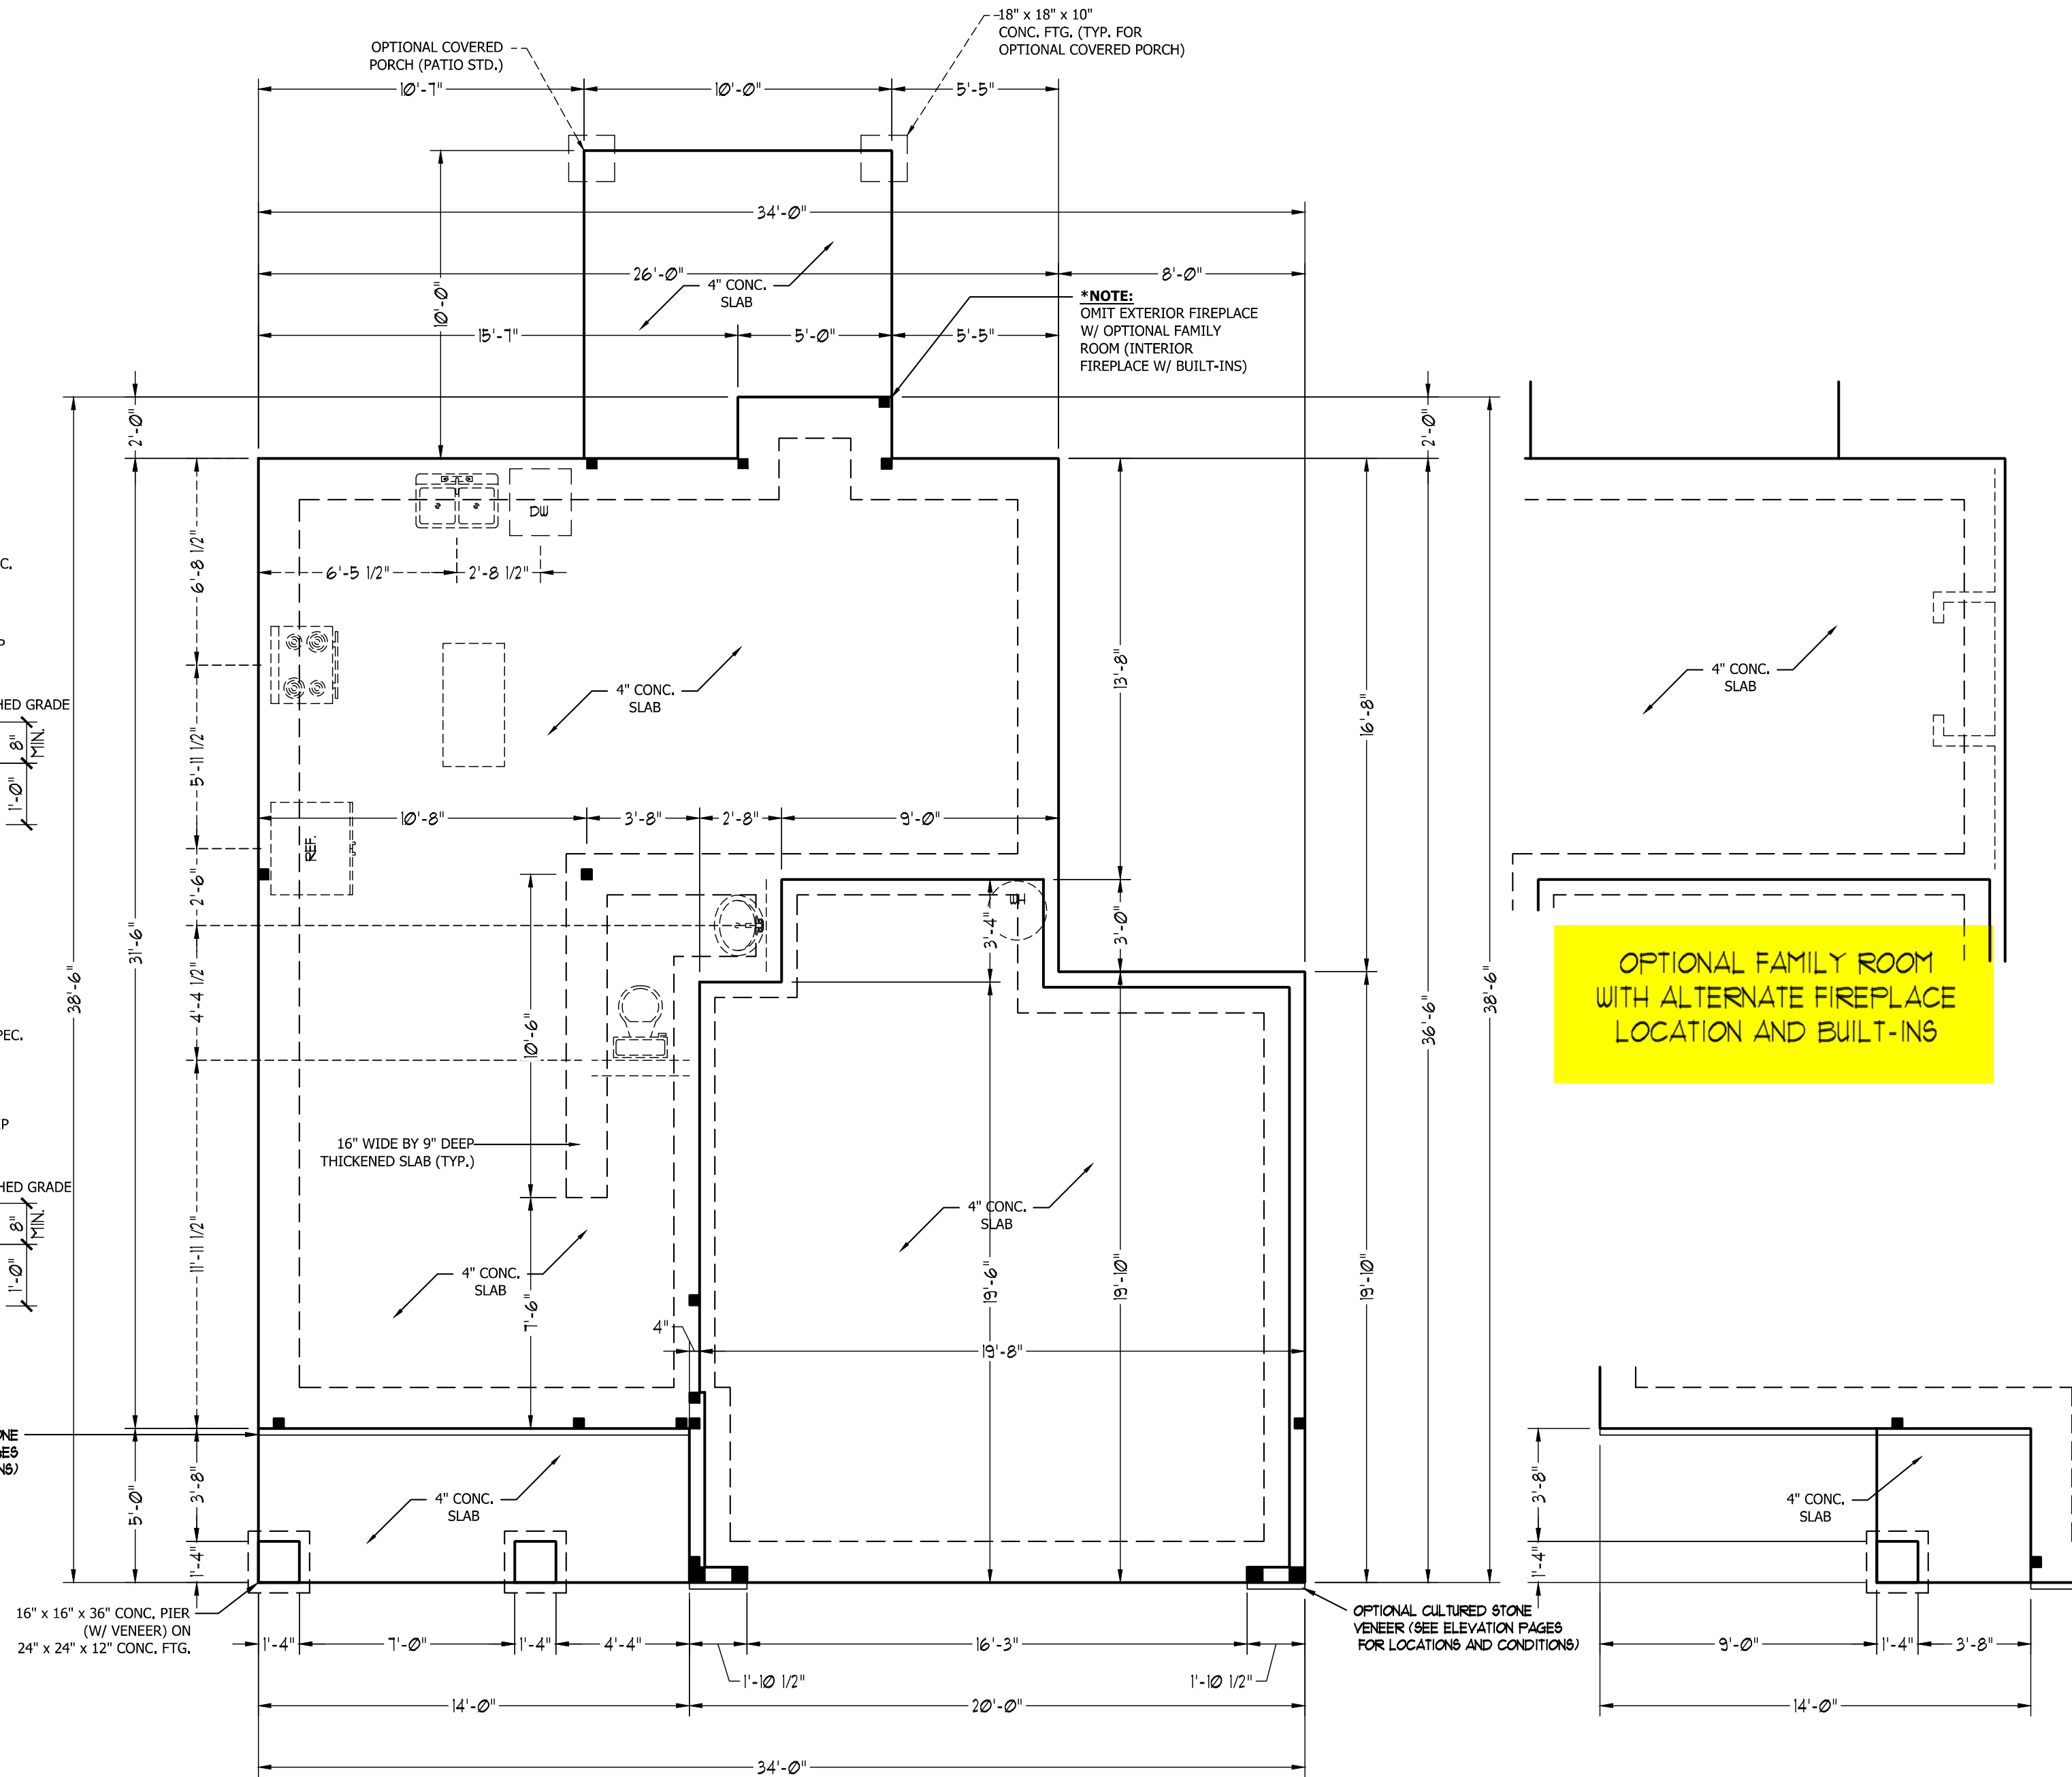 18" x 18" x 10"
CONC. FTG. (TYP. FOR
OPTIONAL COVERED PORCH)
OPTIONAL COVERED
PORCH (PATIO STD.)
10'-7"
10'-0"
5'-5"
34'-0"
26'-0"
8'-0"
10'-0"
4" CONC.
SLAB
*NOTE:
OMIT EXTERIOR FIREPLACE
W/ OPTIONAL FAMILY
ROOM (INTERIOR
FIREPLACE W/ BUILT-INS)
15'-7"
5'-0"
5'-5"
2'-0"
2'-0"
DW
6'-5 1/2"
2'-8 1/2"
6'-8 1/2"
C.
P
HED GRADE
8"
MIN.
1'-0"
4" CONC.
SLAB
13'-8"
16'-8"
4" CONC.
SLAB
5'-11 1/2"
10'-8"
3'-8"
2'-8"
9'-0"
REF.
2'-6"
WH
3'-4"
3'-0"
31'-6"
38'-6"
4'-4 1/2"
10'-6"
36'-6"
38'-6"
OPTIONAL FAMILY ROOM
WITH ALTERNATE FIREPLACE
LOCATION AND BUILT-INS
PEC.
P
HED GRADE
8"
MIN.
1'-0"
16" WIDE BY 9" DEEP
THICKENED SLAB (TYP.)
4" CONC.
SLAB
11'-11 1/2"
4" CONC.
SLAB
7'-6"
19'-6"
19'-10"
19'-10"
4"
19'-8"
ONE
ES
NS)
5'-0"
3'-8"
4" CONC.
SLAB
1'-4"
3'-8"
4" CONC.
SLAB
1'-4"
16" x 16" x 36" CONC. PIER
(W/ VENEER) ON
24" x 24" x 12" CONC. FTG.
1'-4"
7'-0"
1'-4"
4'-4"
16'-3"
1'-10 1/2"
1'-10 1/2"
OPTIONAL CULTURED STONE
VENEER (SEE ELEVATION PAGES
FOR LOCATIONS AND CONDITIONS)
9'-0"
1'-4"
3'-8"
14'-0"
20'-0"
14'-0"
34'-0"